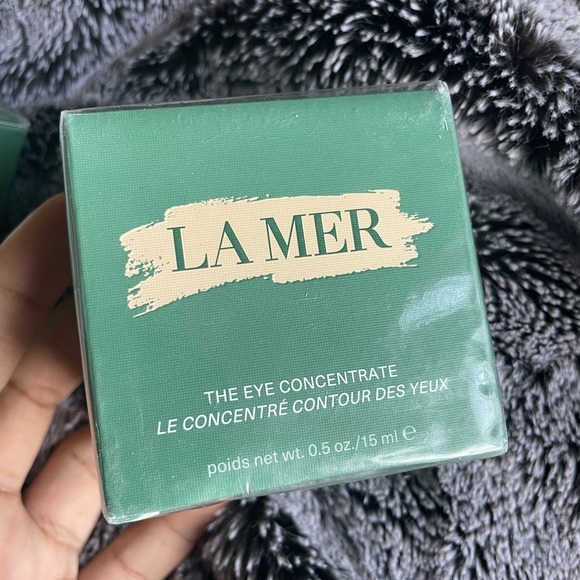 LA MER
THE EYE CONCENTRATE
LE CONCENTRÉ CONTOUR DES YEUX
poids net wt. 0.5 oz./15 ml ℮